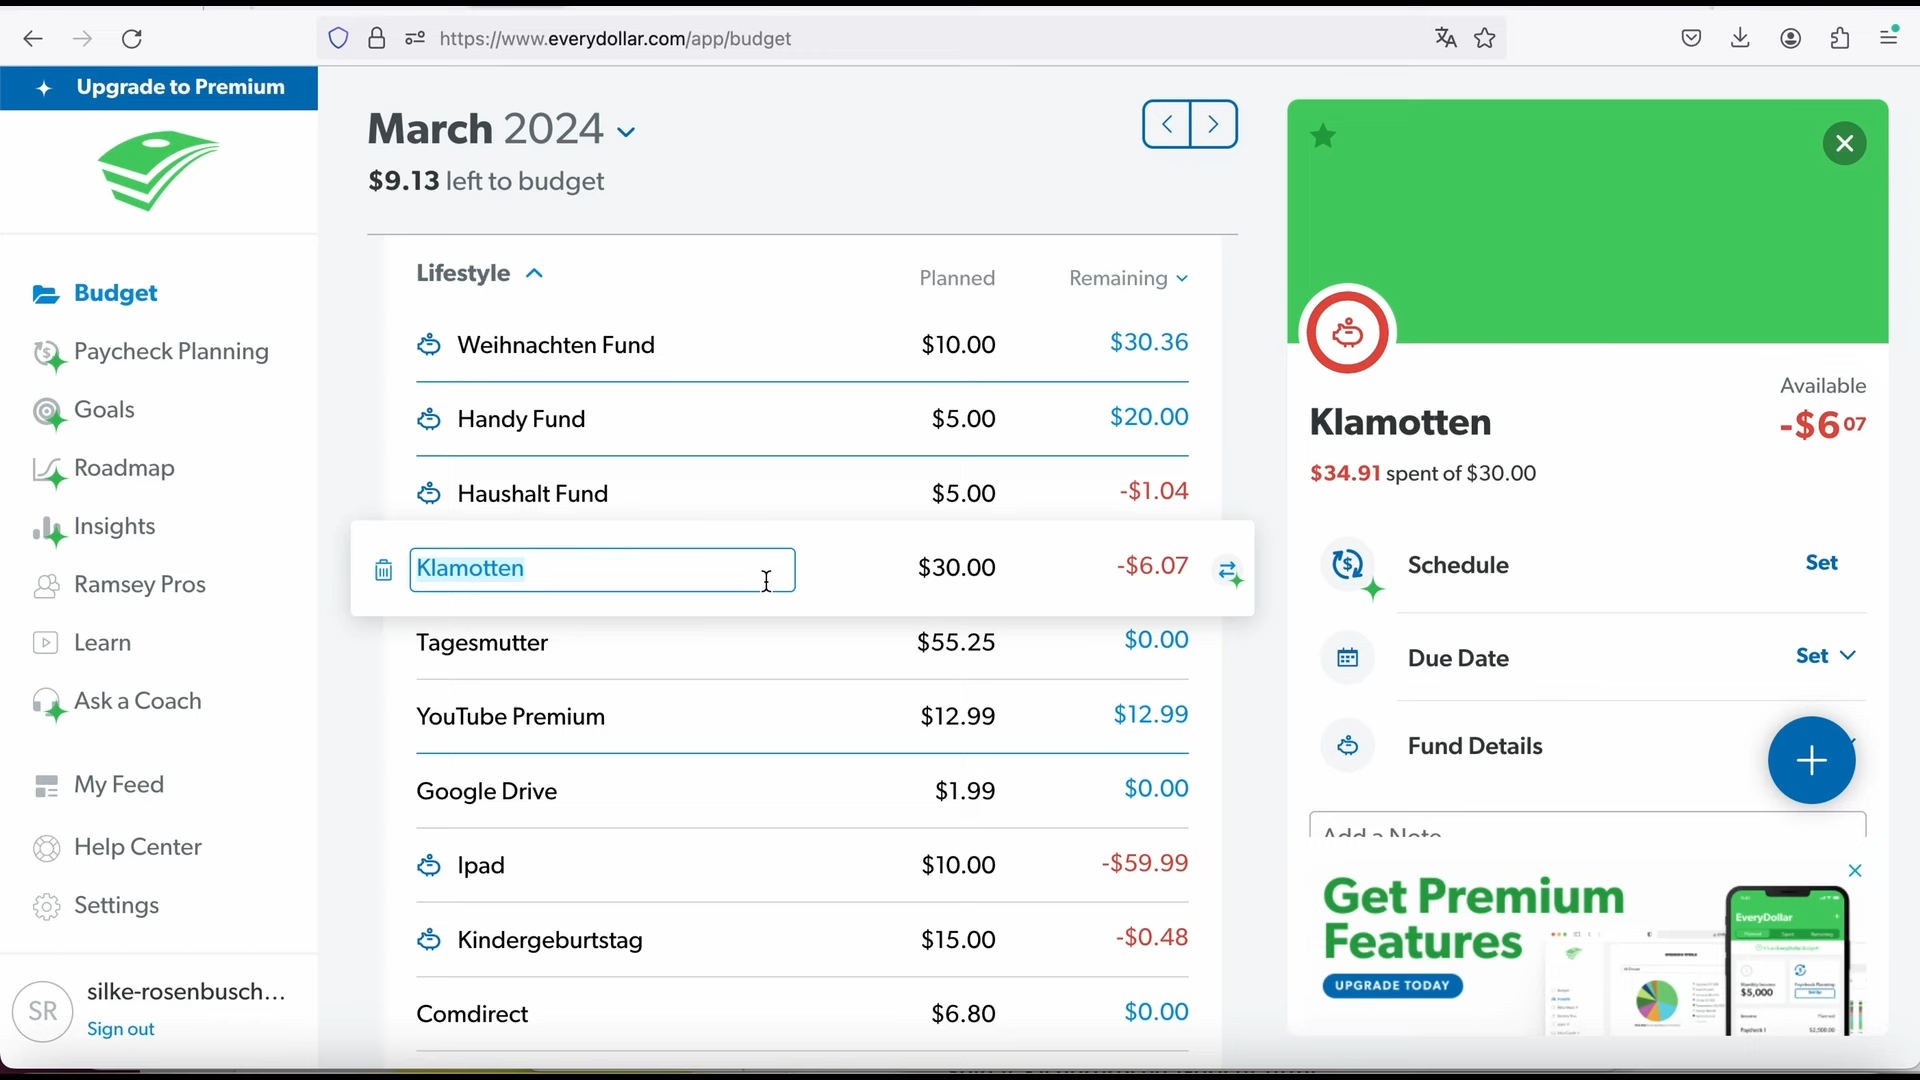 https://www.everydollar.com/app/budget
Upgrade to Premium
Budget
Paycheck Planning
Goals
Roadmap
Insights
Ramsey Pros
Learn
Ask a Coach
My Feed
Help Center
Settings
SR
silke-rosenbusch...
Sign out
March 2024
$9.13 left to budget
Lifestyle Planned Remaining
Weihnachten Fund $10.00 $30.36
Handy Fund $5.00 $20.00
Haushalt Fund $5.00 -$1.04
Klamotten $30.00 -$6.07
Tagesmutter $55.25 $0.00
YouTube Premium $12.99 $12.99
Google Drive $1.99 $0.00
Ipad $10.00 -$59.99
Kindergeburtstag $15.00 -$0.48
Comdirect $6.80 $0.00
Available
Klamotten -$6 07
$34.91 spent of $30.00
Schedule Set
Due Date Set
Fund Details
Add a Note
Get Premium
Features
UPGRADE TODAY
EveryDollar
$5,000